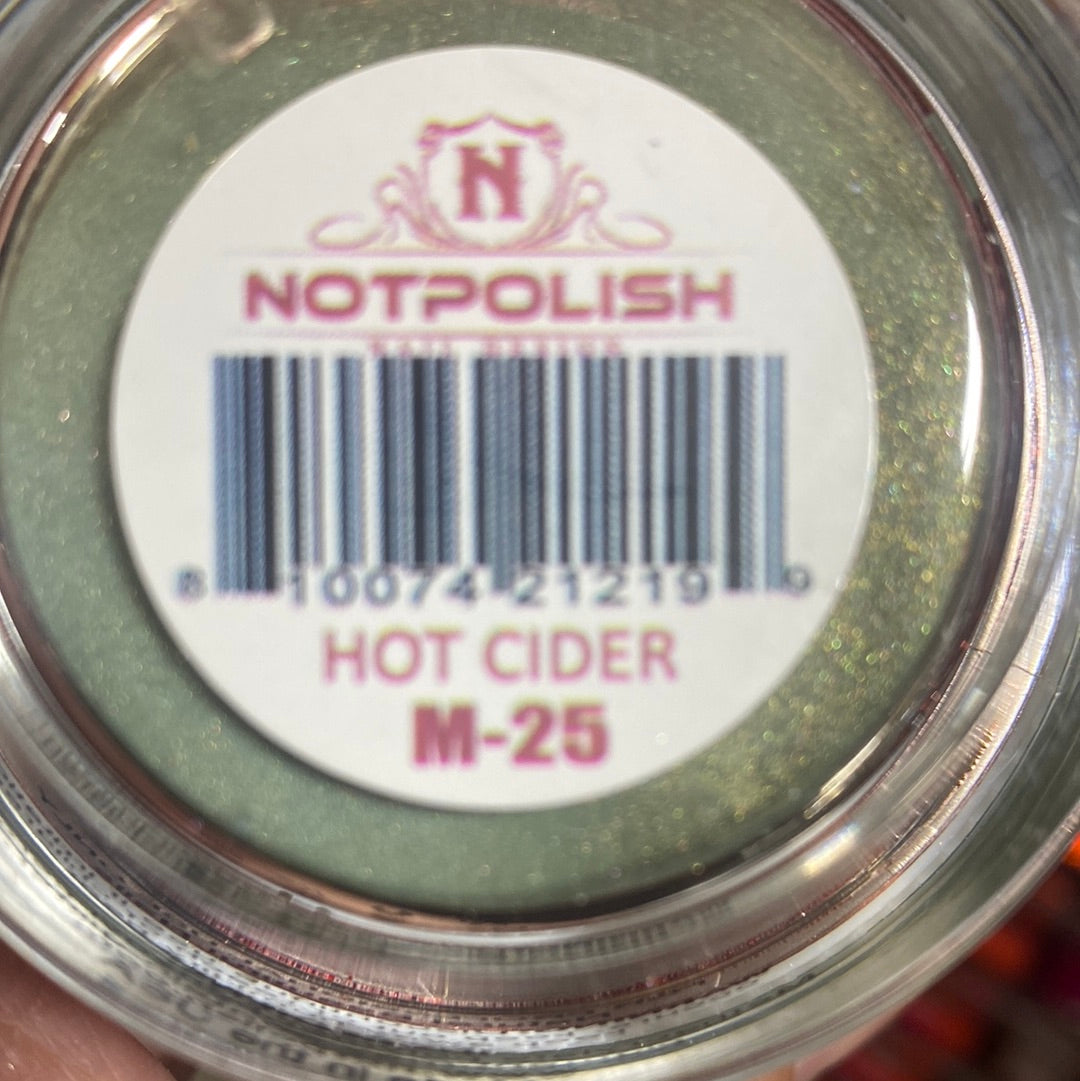 N
NOTPOLISH
8 10074 21219 9
HOT CIDER
M-25